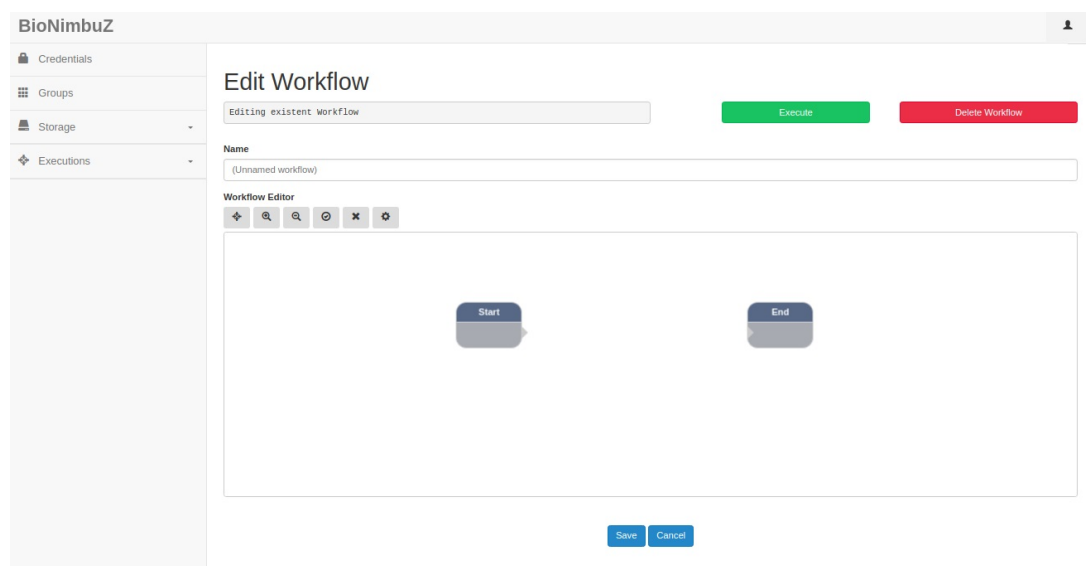 BioNimbuZ
Credentials
Groups
Storage
Executions
Edit Workflow
Editing existent Workflow
Execute
Delete Workflow
Name
(Unnamed workflow)
Workflow Editor
Start
End
Save
Cancel